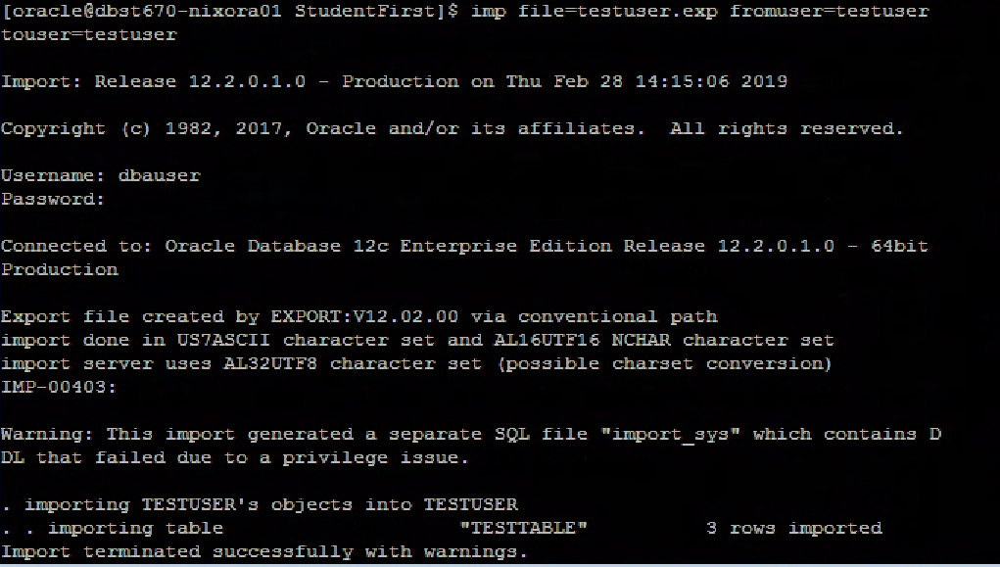 [oracle@dbst670-nixora01 StudentFirst]$ imp file=testuser.exp fromuser=testuser
touser=testuser
Import: Release 12.2.0.1.0 - Production on Thu Feb 28 14:15:06 2019
Copyright (c) 1982, 2017, Oracle and/or its affiliates.  All rights reserved.
Username: dbauser
Password:
Connected to: Oracle Database 12c Enterprise Edition Release 12.2.0.1.0 - 64bit
Production
Export file created by EXPORT:V12.02.00 via conventional path
import done in US7ASCII character set and AL16UTF16 NCHAR character set
import server uses AL32UTF8 character set (possible charset conversion)
IMP-00403:
Warning: This import generated a separate SQL file "import_sys" which contains D
DL that failed due to a privilege issue.
. importing TESTUSER's objects into TESTUSER
. . importing table                    "TESTTABLE"          3 rows imported
Import terminated successfully with warnings.